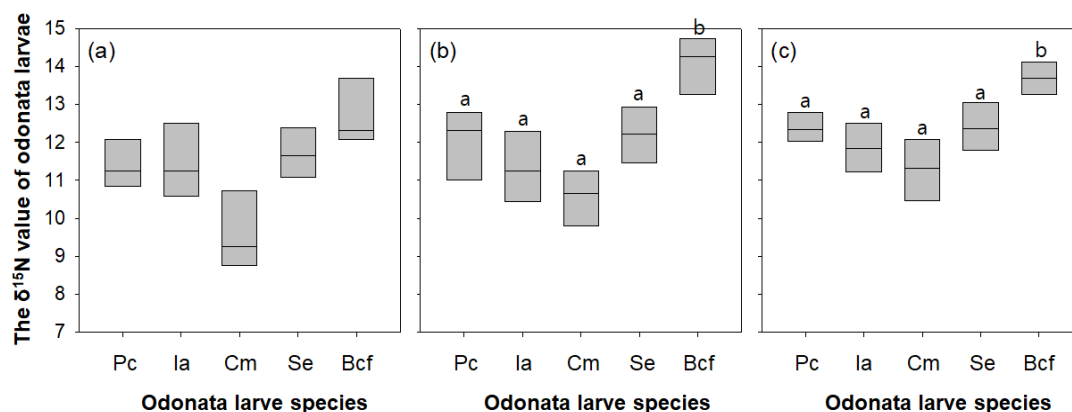 The δ¹⁵N value of odonata larvae
15
14
13
12
11
10
9
8
7
(a)
Pc Ia Cm Se Bcf
Odonata larve species
(b)
a a a a b
Pc Ia Cm Se Bcf
Odonata larve species
(c)
a a a a b
Pc Ia Cm Se Bcf
Odonata larve species